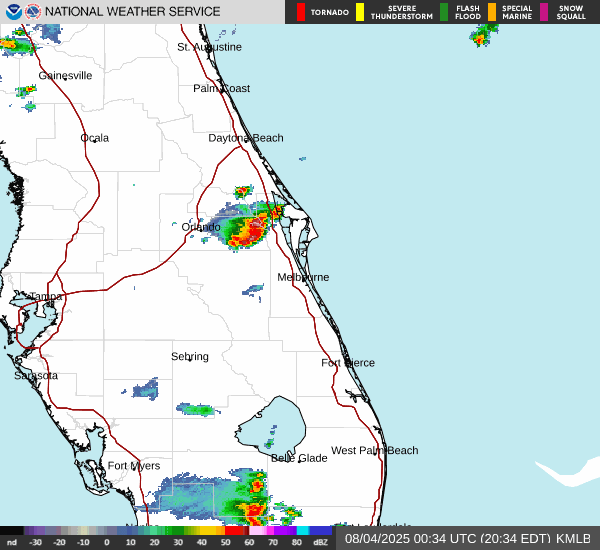 NATIONAL WEATHER SERVICE
TORNADO
SEVERE THUNDERSTORM
FLASH FLOOD
SPECIAL MARINE
SNOW SQUALL
St. Augustine
Gainesville
Palm Coast
Ocala
Daytona Beach
Orlando
Melbourne
Tampa
Sebring
Fort Pierce
Sarasota
West Palm Beach
Belle Glade
Fort Myers
nd -30 -20 -10 0 10 20 30 40 50 60 70 80 dBZ
08/04/2025 00:34 UTC (20:34 EDT) KMLB